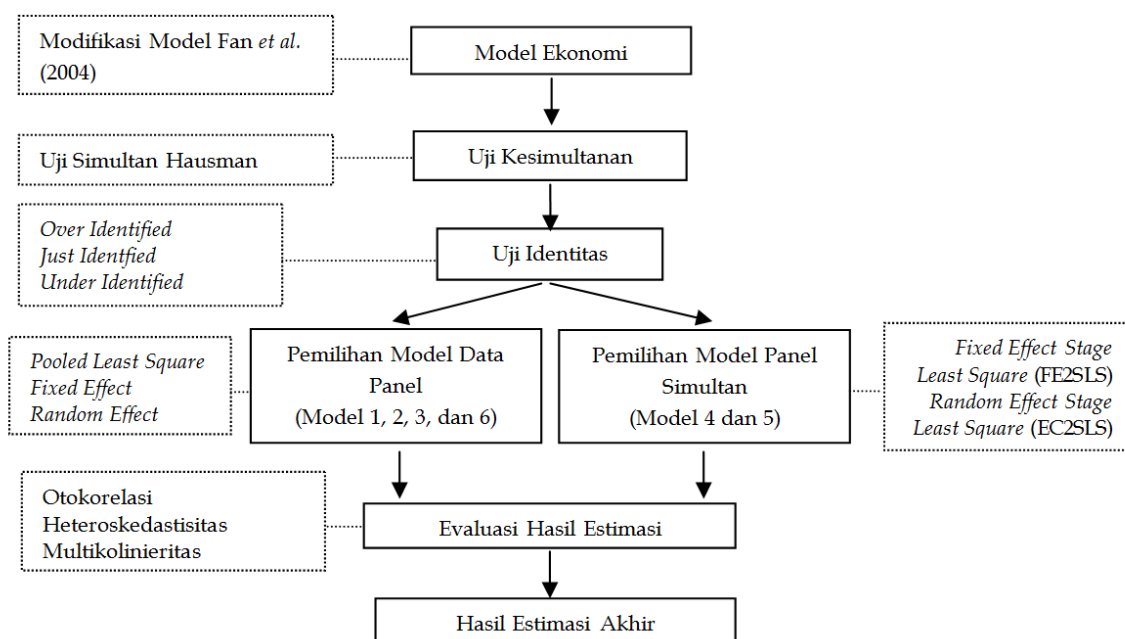 Modifikasi Model Fan et al.
(2004)
Model Ekonomi
Uji Simultan Hausman
Uji Kesimultanan
Over Identified
Just Identfied
Under Identified
Uji Identitas
Pooled Least Square
Fixed Effect
Random Effect
Pemilihan Model Data
Panel
(Model 1, 2, 3, dan 6)
Pemilihan Model Panel
Simultan
(Model 4 dan 5)
Fixed Effect Stage
Least Square (FE2SLS)
Random Effect Stage
Least Square (EC2SLS)
Otokorelasi
Heteroskedastisitas
Multikolinieritas
Evaluasi Hasil Estimasi
Hasil Estimasi Akhir